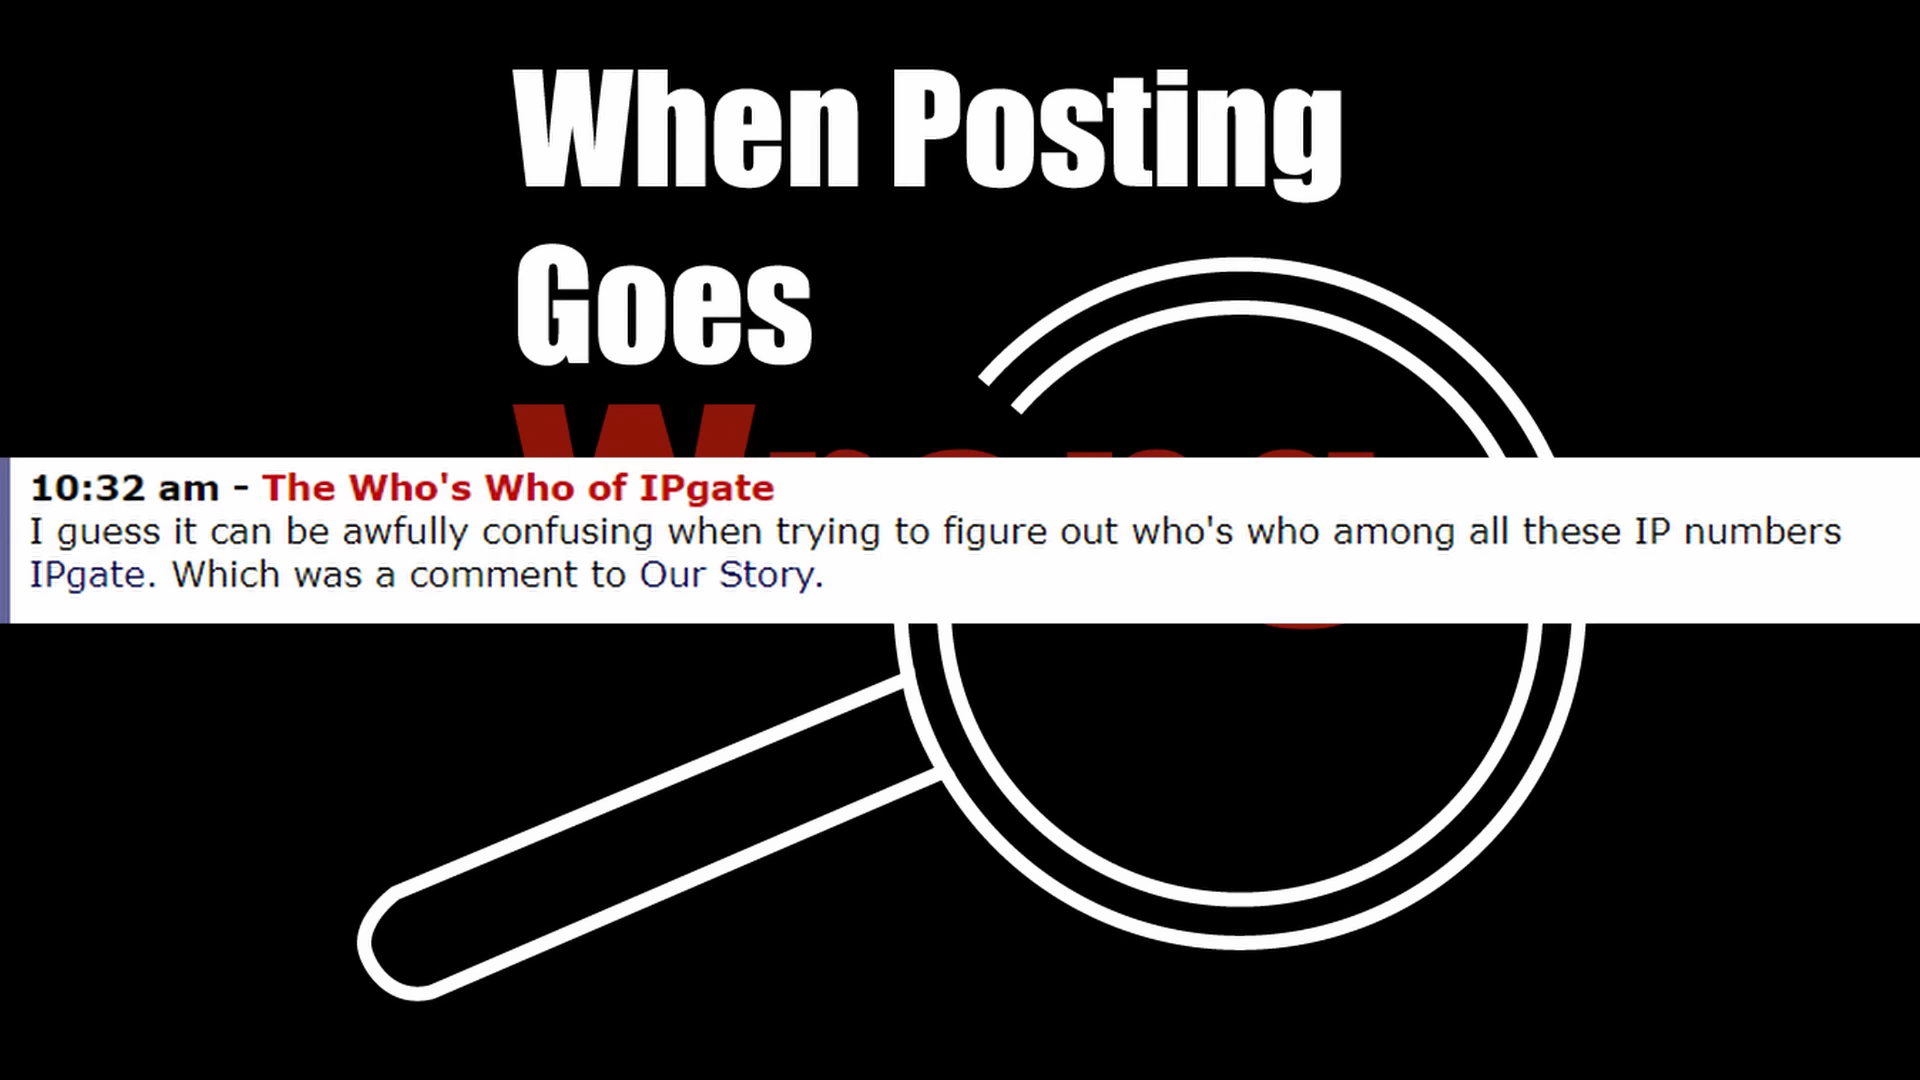 When Posting
Goes
Wrong
10:32 am - The Who's Who of IPgate
I guess it can be awfully confusing when trying to figure out who's who among all these IP numbers
IPgate. Which was a comment to Our Story.